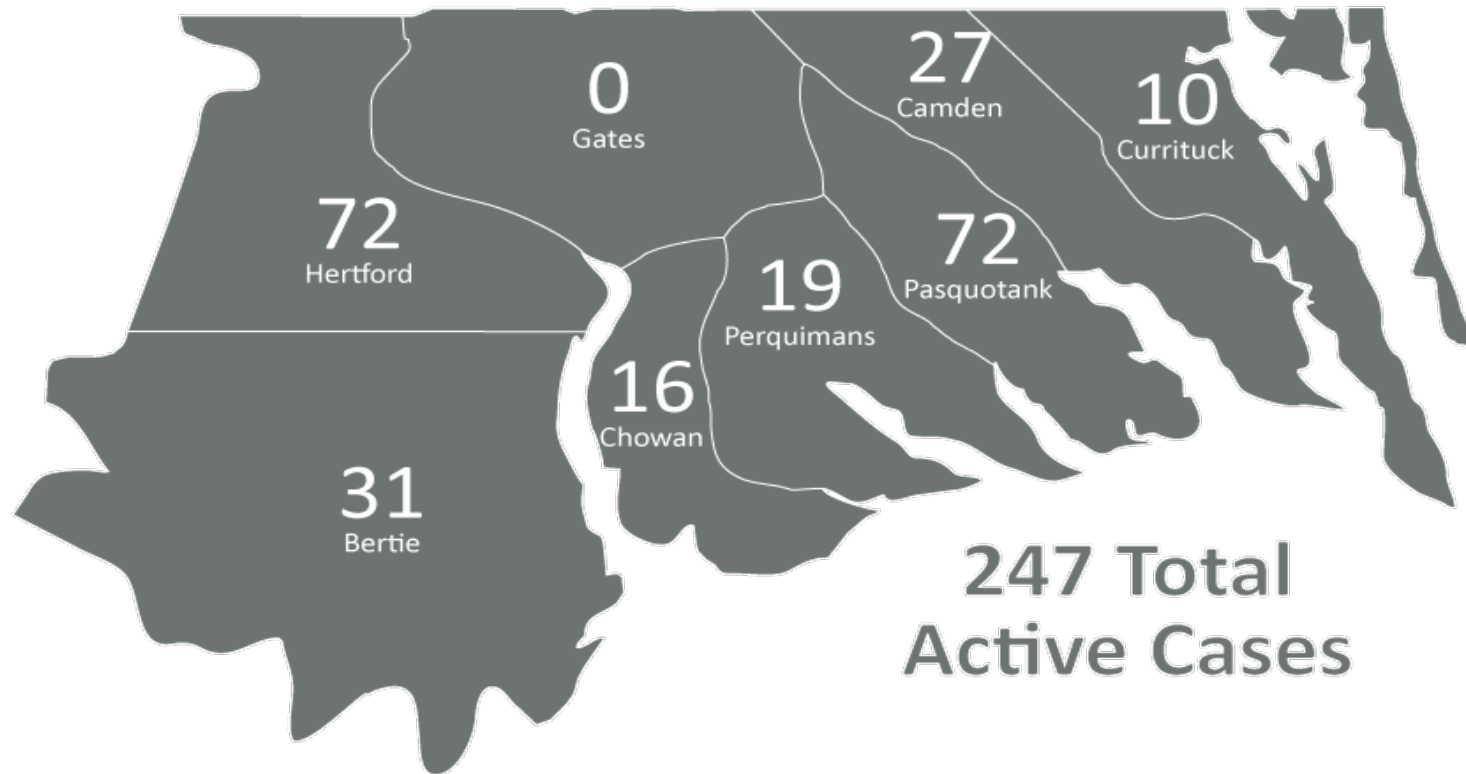 0
Gates
27
Camden
10
Currituck
72
Hertford
72
Pasquotank
19
Perquimans
16
Chowan
31
Bertie
247 Total
Active Cases